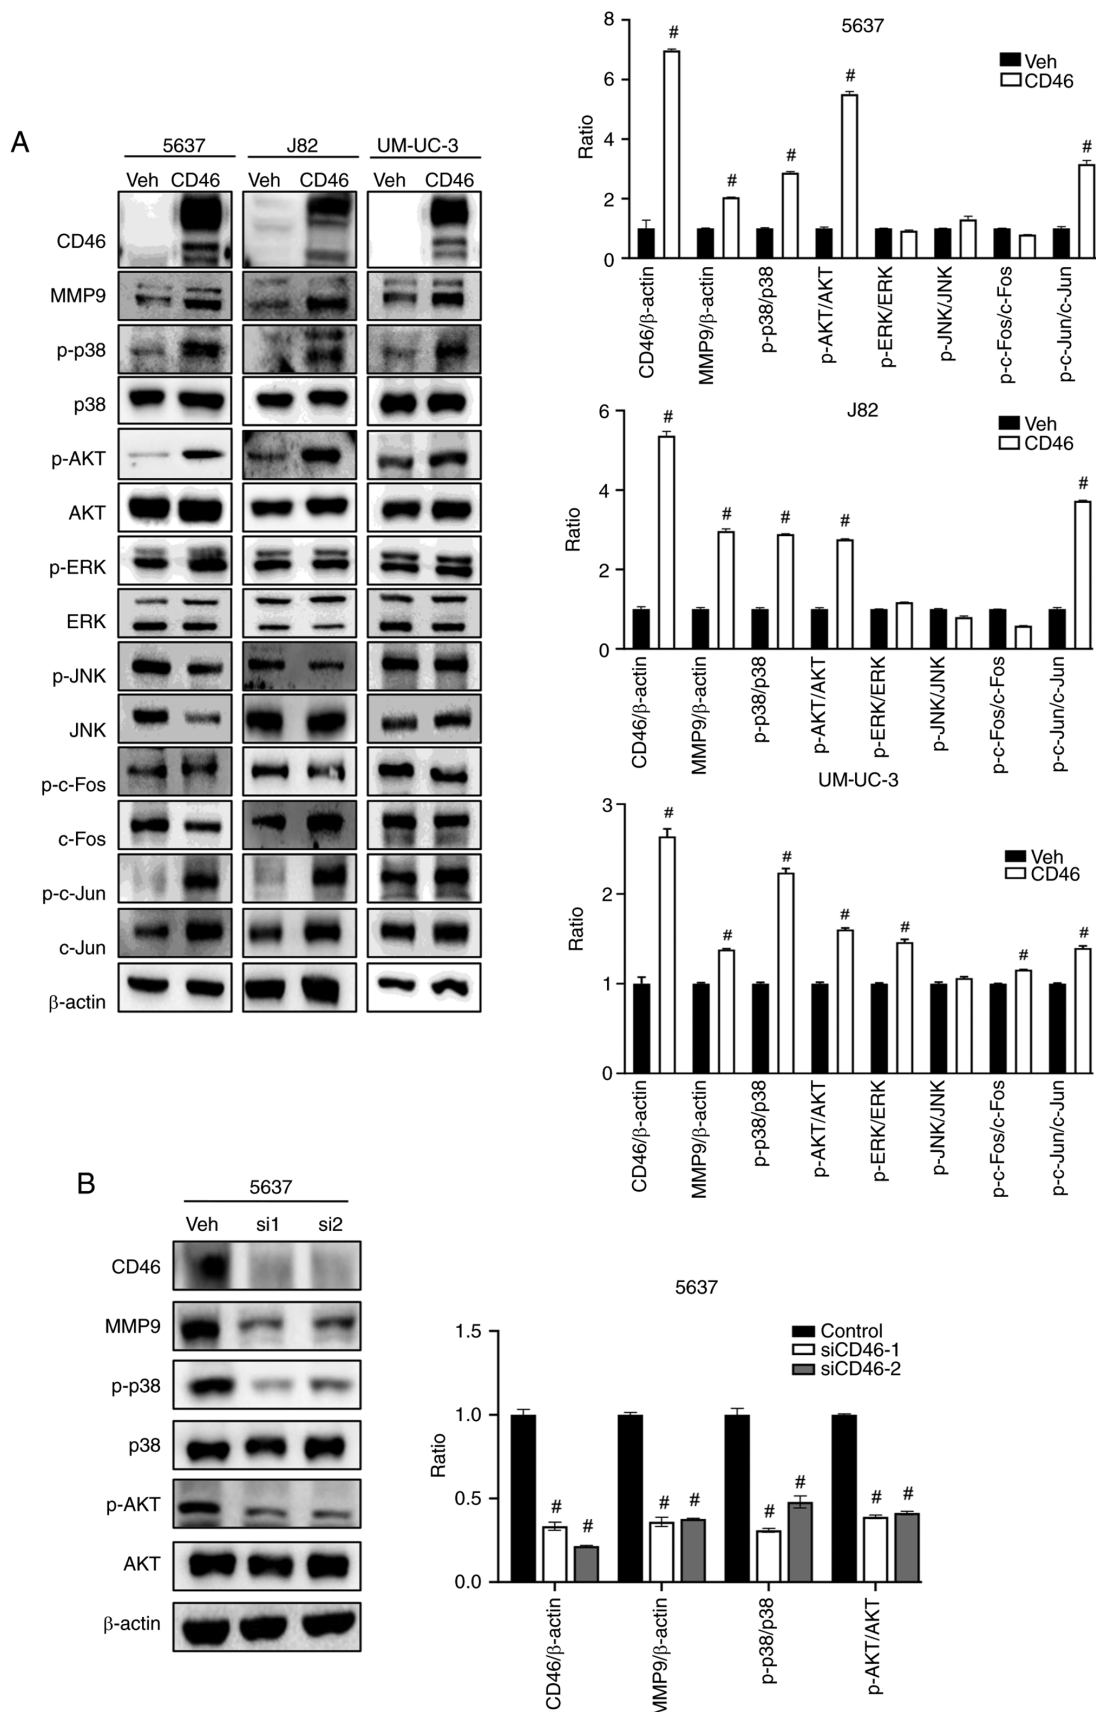 A
5637 J82 UM-UC-3
Veh CD46 Veh CD46 Veh CD46
CD46
MMP9
p-p38
p38
p-AKT
AKT
p-ERK
ERK
p-JNK
JNK
p-c-Fos
c-Fos
p-c-Jun
c-Jun
β-actin
5637
Veh
CD46
Ratio
8
6
4
2
0
# # # # #
CD46/β-actin
MMP9/β-actin
p-p38/p38
p-AKT/AKT
p-ERK/ERK
p-JNK/JNK
p-c-Fos/c-Fos
p-c-Jun/c-Jun
J82
Veh
CD46
Ratio
6
4
2
0
# # # # #
CD46/β-actin
MMP9/β-actin
p-p38/p38
p-AKT/AKT
p-ERK/ERK
p-JNK/JNK
p-c-Fos/c-Fos
p-c-Jun/c-Jun
UM-UC-3
Veh
CD46
Ratio
3
2
1
0
# # # # # # #
CD46/β-actin
MMP9/β-actin
p-p38/p38
p-AKT/AKT
p-ERK/ERK
p-JNK/JNK
p-c-Fos/c-Fos
p-c-Jun/c-Jun
B
5637
Veh si1 si2
CD46
MMP9
p-p38
p38
p-AKT
AKT
β-actin
5637
Control
siCD46-1
siCD46-2
Ratio
1.5
1.0
0.5
0.0
# # # # # # # #
CD46/β-actin
MMP9/β-actin
p-p38/p38
p-AKT/AKT